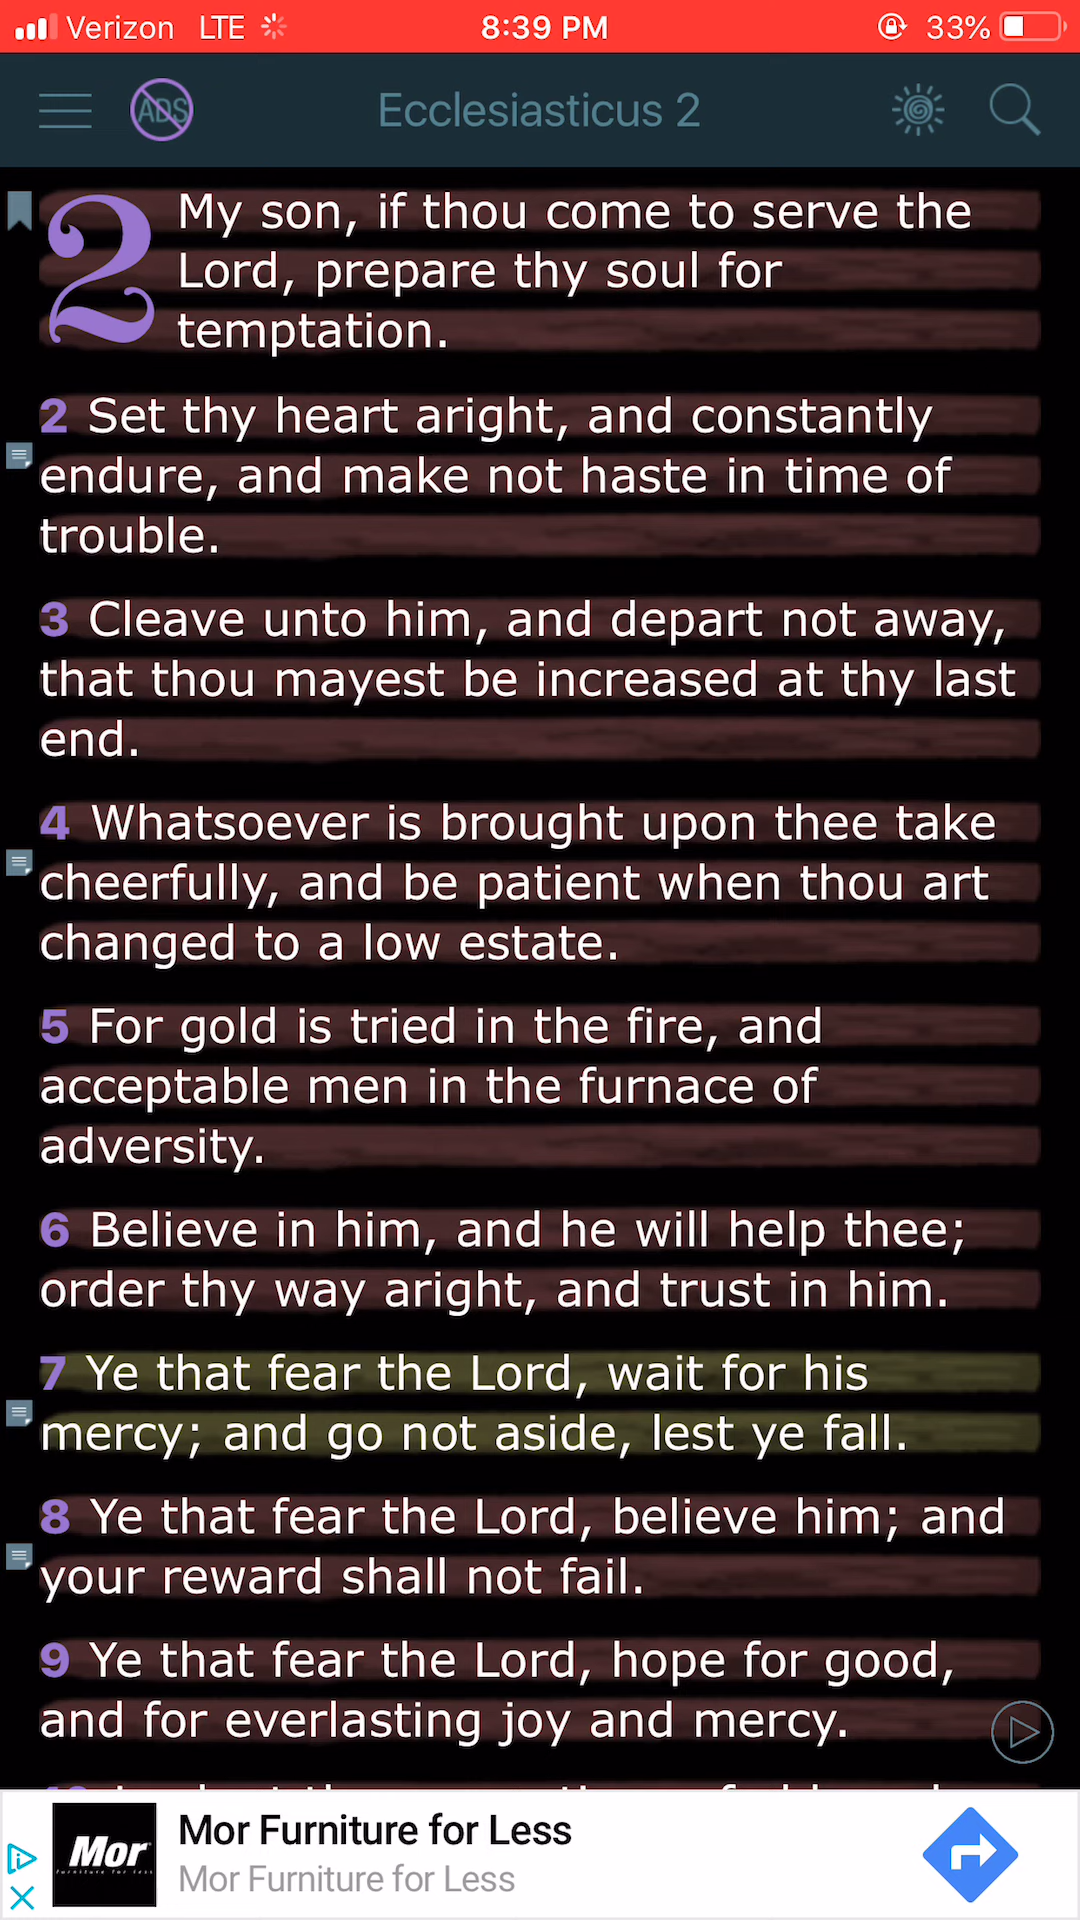 Verizon LTE 8:39 PM 33%
ADS Ecclesiasticus 2
2 My son, if thou come to serve the
Lord, prepare thy soul for
temptation.
2 Set thy heart aright, and constantly
endure, and make not haste in time of
trouble.
3 Cleave unto him, and depart not away,
that thou mayest be increased at thy last
end.
4 Whatsoever is brought upon thee take
cheerfully, and be patient when thou art
changed to a low estate.
5 For gold is tried in the fire, and
acceptable men in the furnace of
adversity.
6 Believe in him, and he will help thee;
order thy way aright, and trust in him.
7 Ye that fear the Lord, wait for his
mercy; and go not aside, lest ye fall.
8 Ye that fear the Lord, believe him; and
your reward shall not fail.
9 Ye that fear the Lord, hope for good,
and for everlasting joy and mercy.
Mor
Furniture for Less
Mor Furniture for Less
Mor Furniture for Less